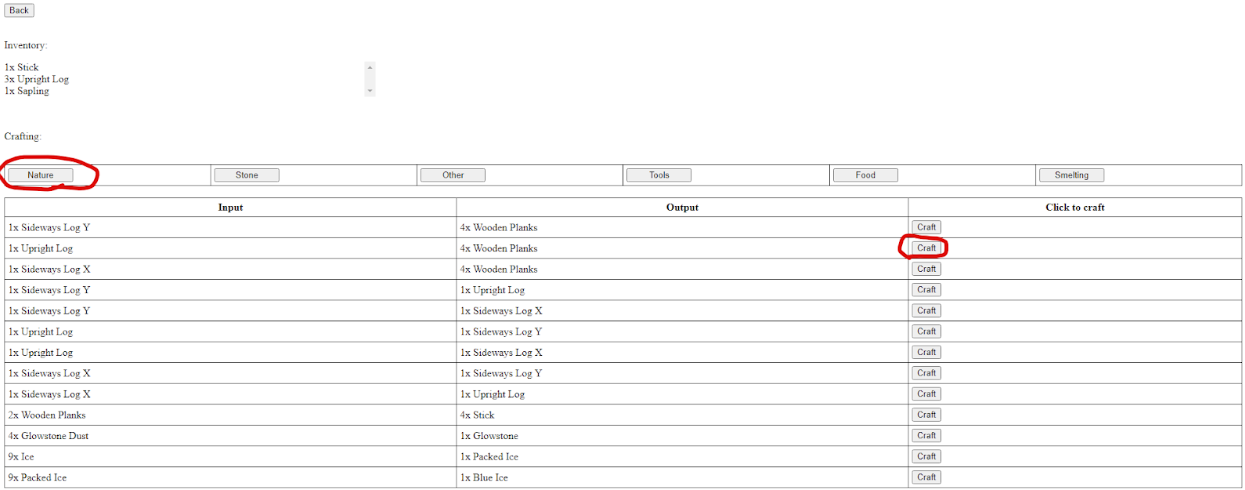 Back
Inventory:
1x Stick
3x Upright Log
1x Sapling
Crafting:
Nature Stone Other Tools Food Smelting
Input Output Click to craft
1x Sideways Log Y 4x Wooden Planks Craft
1x Upright Log 4x Wooden Planks Craft
1x Sideways Log X 4x Wooden Planks Craft
1x Sideways Log Y 1x Upright Log Craft
1x Sideways Log Y 1x Sideways Log X Craft
1x Upright Log 1x Sideways Log Y Craft
1x Upright Log 1x Sideways Log X Craft
1x Sideways Log X 1x Sideways Log Y Craft
1x Sideways Log X 1x Upright Log Craft
2x Wooden Planks 4x Stick Craft
4x Glowstone Dust 1x Glowstone Craft
9x Ice 1x Packed Ice Craft
9x Packed Ice 1x Blue Ice Craft